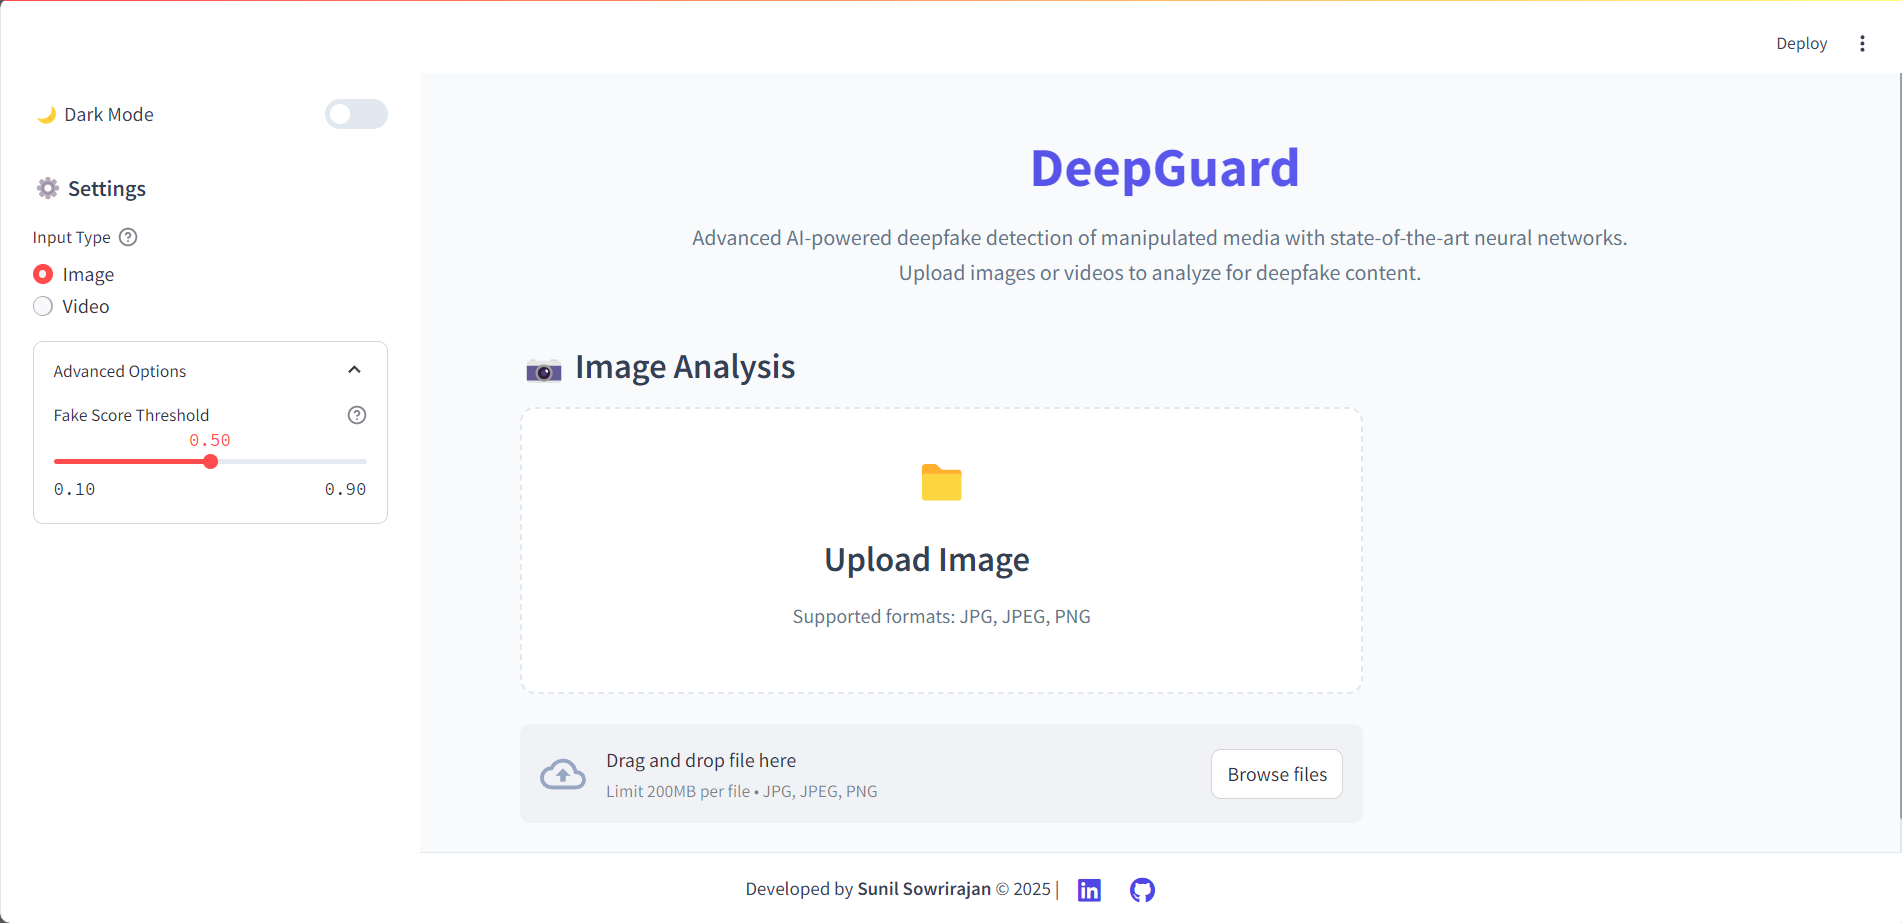 Deploy
Dark Mode
Settings
Input Type
Image
Video
Advanced Options
Fake Score Threshold
0.50
0.10 0.90
DeepGuard
Advanced AI-powered deepfake detection of manipulated media with state-of-the-art neural networks.
Upload images or videos to analyze for deepfake content.
Image Analysis
Upload Image
Supported formats: JPG, JPEG, PNG
Drag and drop file here
Limit 200MB per file • JPG, JPEG, PNG
Browse files
Developed by Sunil Sowrirajan © 2025 |